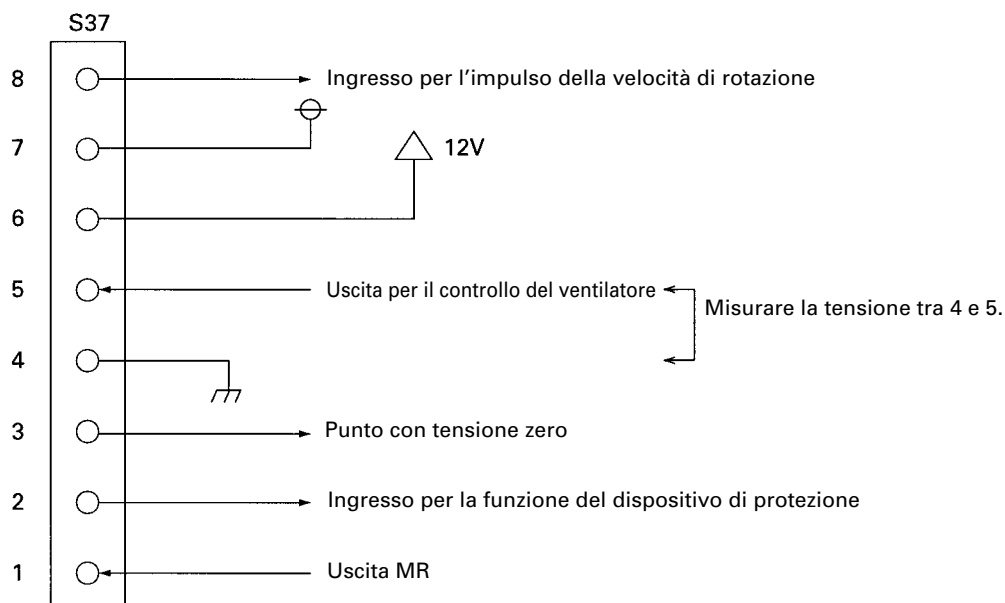 S37
8 Ingresso per l'impulso della velocità di rotazione
7
12V
6
5 Uscita per il controllo del ventilatore
Misurare la tensione tra 4 e 5.
4
3 Punto con tensione zero
2 Ingresso per la funzione del dispositivo di protezione
1 Uscita MR